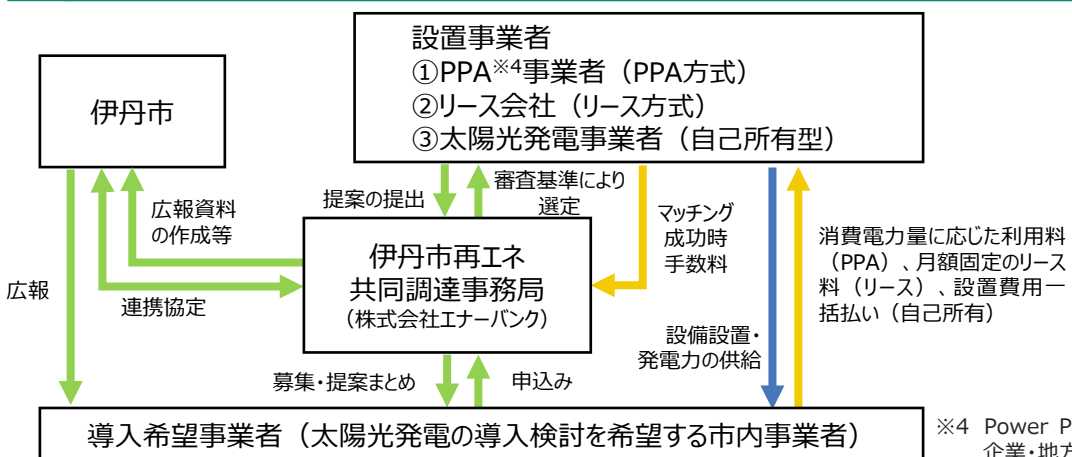 設置事業者
①PPA※4事業者（PPA方式）
②リース会社（リース方式）
③太陽光発電事業者（自己所有型）
伊丹市
提案の提出
審査基準により
選定
広報資料
の作成等
マッチング
成功時
手数料
消費電力量に応じた利用料
（PPA）、月額固定のリース
料（リース）、設置費用一
括払い（自己所有）
伊丹市再エネ
共同調達事務局
（株式会社エナーバンク）
広報
連携協定
設備設置・
発電力の供給
募集・提案まとめ
申込み
導入希望事業者（太陽光発電の導入検討を希望する市内事業者）
※4 Power P
企業・地方